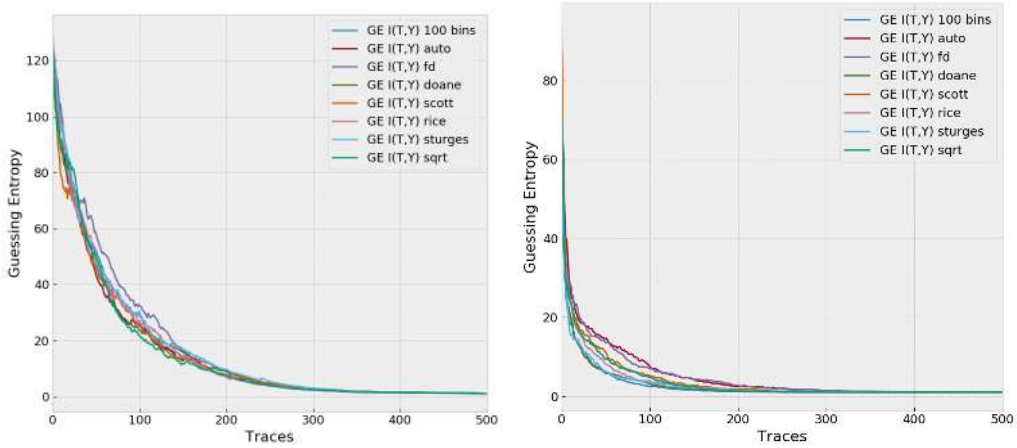 GE I(T,Y) 100 bins
GE I(T,Y) auto
GE I(T,Y) fd
GE I(T,Y) doane
GE I(T,Y) scott
GE I(T,Y) rice
GE I(T,Y) sturges
GE I(T,Y) sqrt
120
100
80
60
40
20
0
Guessing Entropy
0 100 200 300 400 500
Traces
GE I(T,Y) 100 bins
GE I(T,Y) auto
GE I(T,Y) fd
GE I(T,Y) doane
GE I(T,Y) scott
GE I(T,Y) rice
GE I(T,Y) sturges
GE I(T,Y) sqrt
80
60
40
20
0
Guessing Entropy
0 100 200 300 400 500
Traces